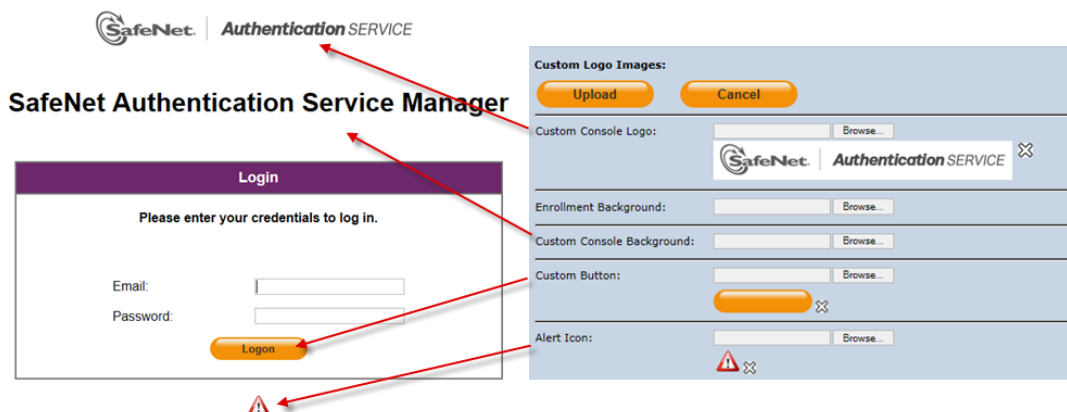 SafeNet. Authentication SERVICE
SafeNet Authentication Service Manager
Login
Please enter your credentials to log in.
Email:
Password:
Logon
Custom Logo Images:
Upload Cancel
Custom Console Logo: Browse...
SafeNet. Authentication SERVICE
Enrollment Background: Browse...
Custom Console Background: Browse...
Custom Button: Browse...
Alert Icon: Browse...